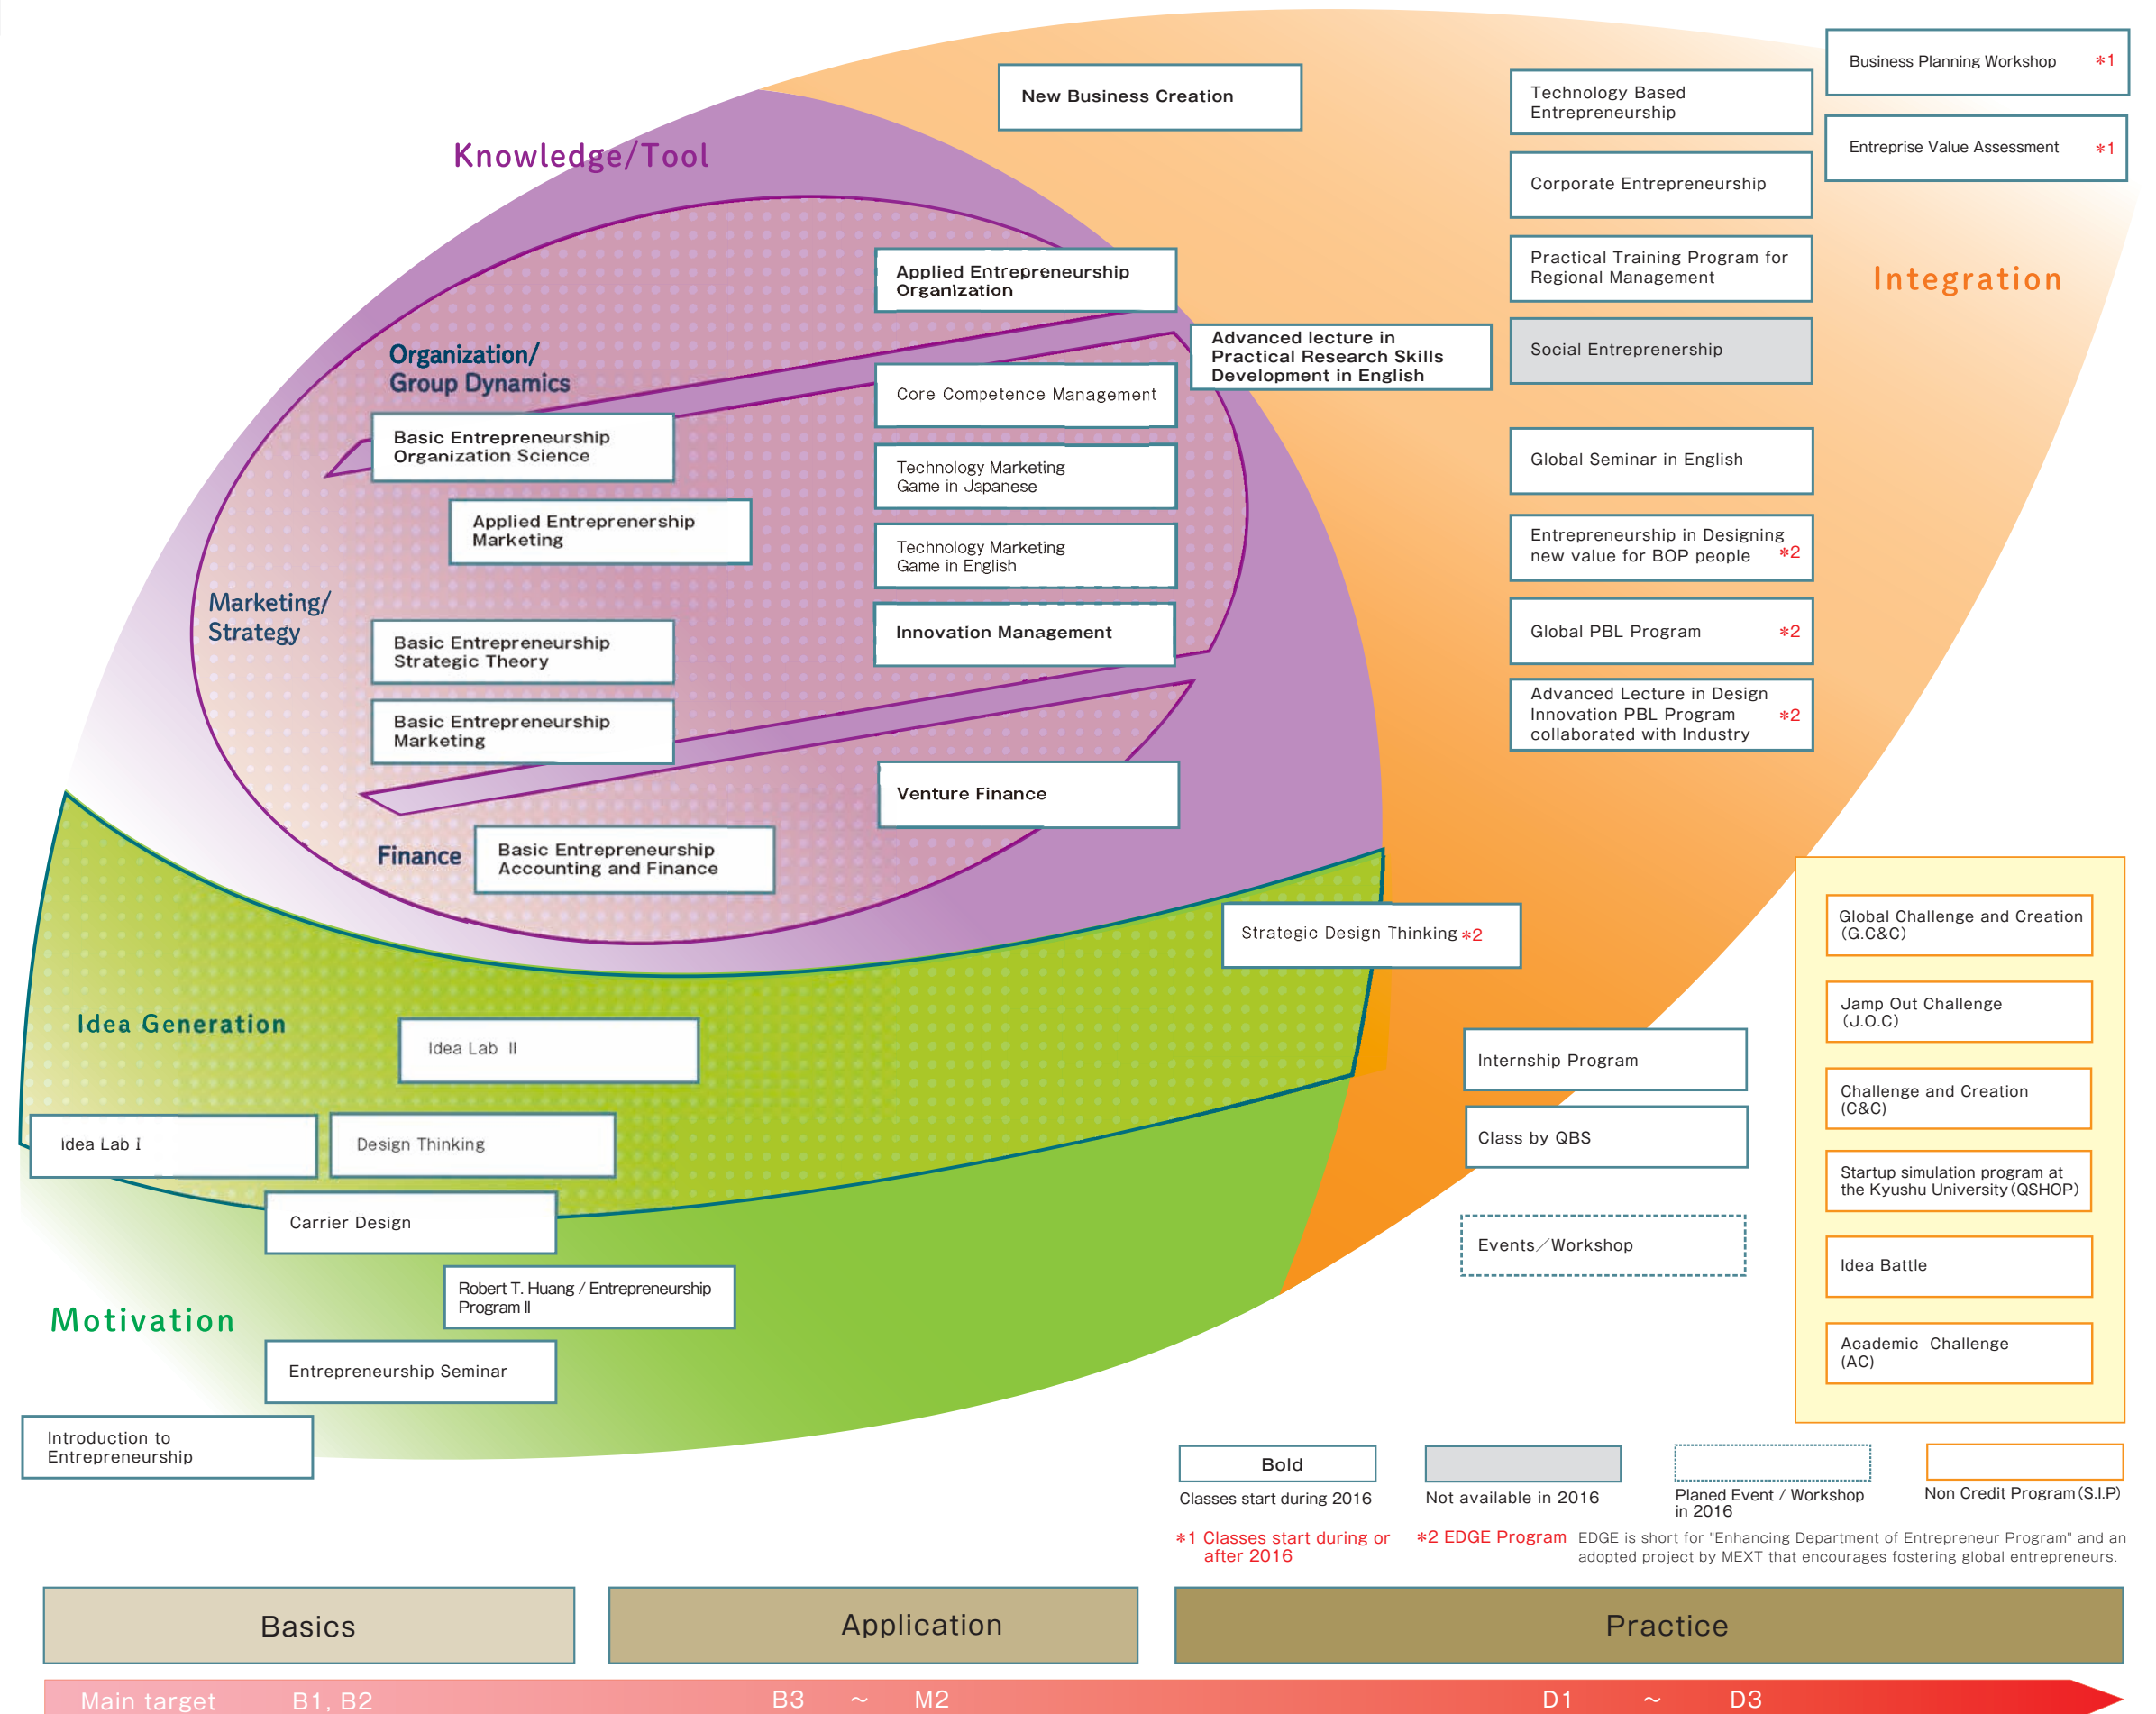 Business Planning Workshop *1
New Business Creation
Technology Based
Entrepreneurship
Entreprise Value Assessment *1
Knowledge/Tool
Corporate Entrepreneurship
Applied Entrepreneurship
Organization
Practical Training Program for
Regional Management
Integration
Organization/
Group Dynamics
Advanced lecture in
Practical Research Skills
Development in English
Social Entreprenership
Core Competence Management
Basic Entrepreneurship
Organization Science
Technology Marketing
Game in Japanese
Global Seminar in English
Applied Entreprenership
Marketing
Technology Marketing
Game in English
Entrepreneurship in Designing
new value for BOP people *2
Marketing/
Strategy
Basic Entrepreneurship
Strategic Theory
Innovation Management
Global PBL Program *2
Basic Entrepreneurship
Marketing
Advanced Lecture in Design
Innovation PBL Program *2
collaborated with Industry
Venture Finance
Finance
Basic Entrepreneurship
Accounting and Finance
Strategic Design Thinking *2
Global Challenge and Creation
(G.C&C)
Idea Generation
Idea Lab II
Jamp Out Challenge
(J.O.C)
Internship Program
Challenge and Creation
(C&C)
Idea Lab I
Design Thinking
Class by QBS
Startup simulation program at
the Kyushu University (QSHOP)
Carrier Design
Events／Workshop
Idea Battle
Robert T. Huang / Entrepreneurship
Program II
Motivation
Academic Challenge
(AC)
Entrepreneurship Seminar
Introduction to
Entrepreneurship
Bold
Classes start during 2016
Not available in 2016
Planed Event / Workshop
in 2016
Non Credit Program (S.I.P)
*1 Classes start during or
after 2016
*2 EDGE Program
EDGE is short for "Enhancing Department of Entrepreneur Program" and an
adopted project by MEXT that encourages fostering global entrepreneurs.
Basics
Application
Practice
Main target B1, B2 B3 ～ M2 D1 ～ D3